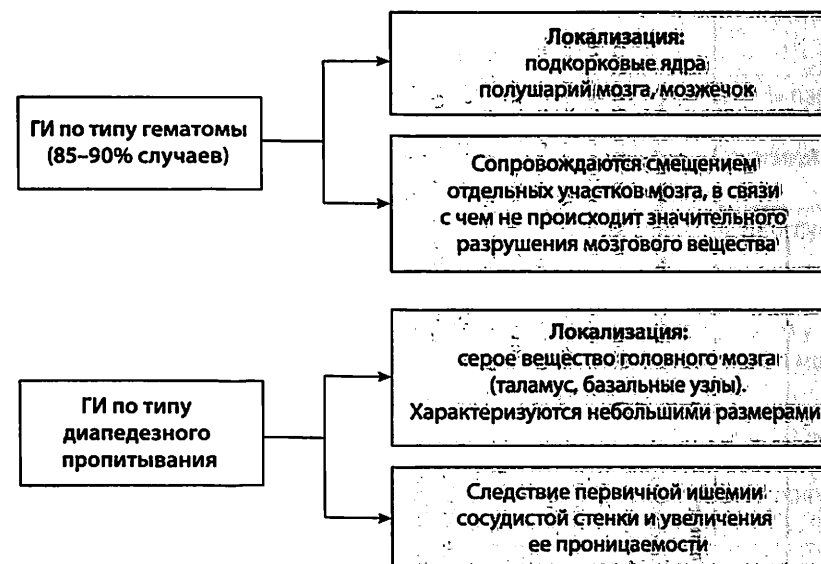 Локализация:
подкорковые ядра
полушарий мозга, мозжечок
ГИ по типу гематомы
(85–90% случаев)
Сопровождаются смещением
отдельных участков мозга, в связи
с чем не происходит значительного
разрушения мозгового вещества
Локализация:
серое вещество головного мозга
(таламус, базальные узлы).
Характеризуются небольшими размерами
ГИ по типу
диапедезного
пропитывания
Следствие первичной ишемии
сосудистой стенки и увеличения
ее проницаемости